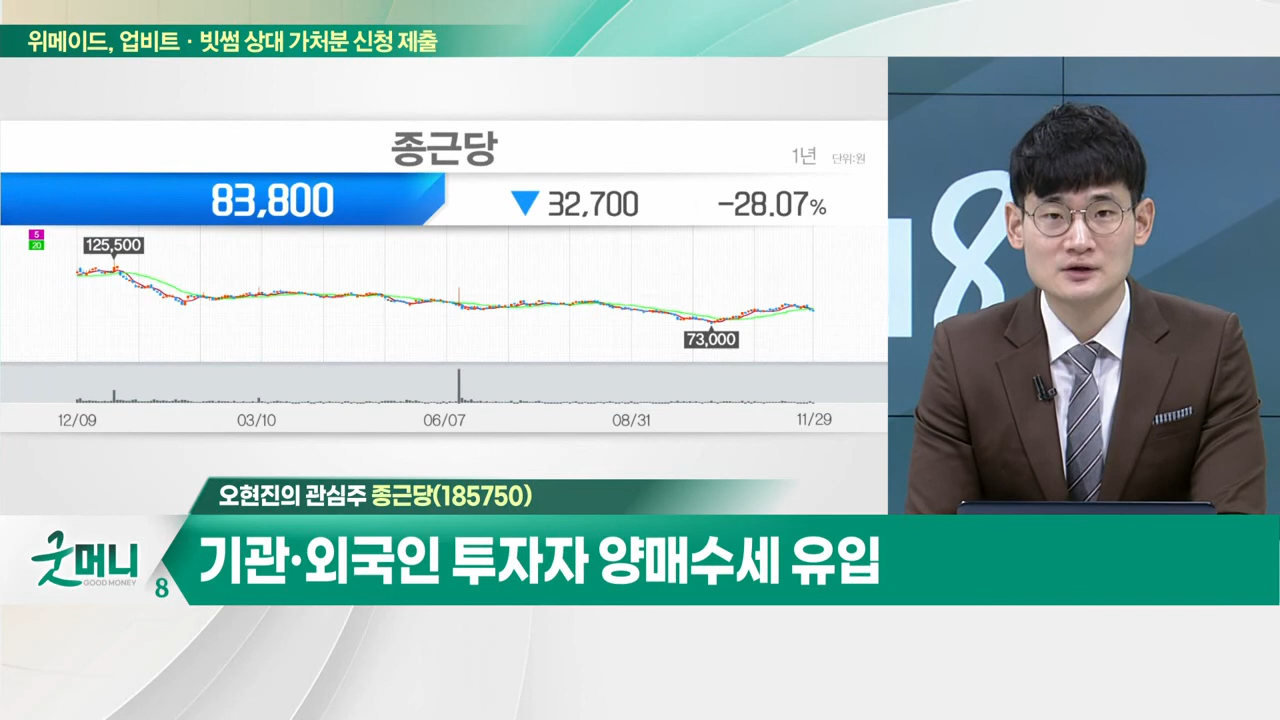 위메이드, 업비트 · 빗썸 상대 가처분 신청 제출
종근당
1년 단위:원
83,800 ▼ 32,700 -28.07%
5
20
125,500
73,000
12/09 03/10 06/07 08/31 11/29
8
오현진의 관심주 종근당(185750)
굿머니
GOOD MONEY
8
기관·외국인 투자자 양매수세 유입